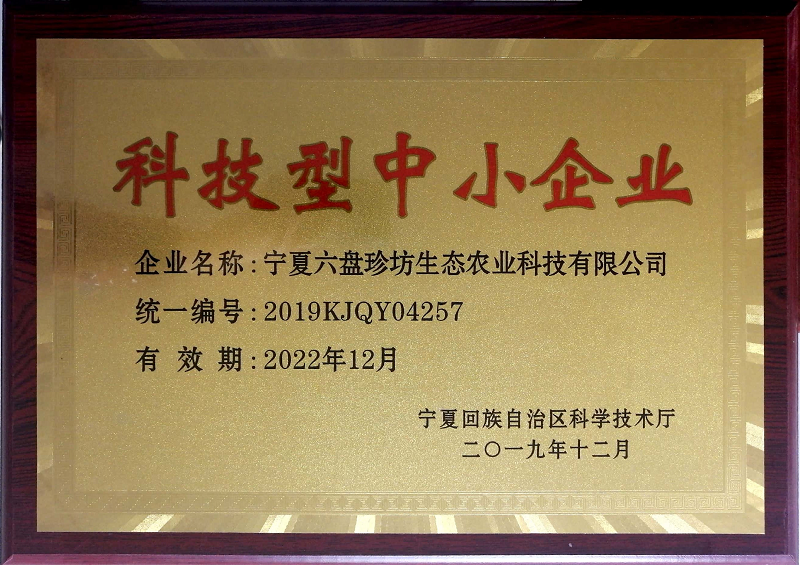 科技型中小企业
企业名称:宁夏六盘珍坊生态农业科技有限公司
统一编号:2019KJQY04257
有效期:2022年12月
宁夏回族自治区科学技术厅
二〇一九年十二月